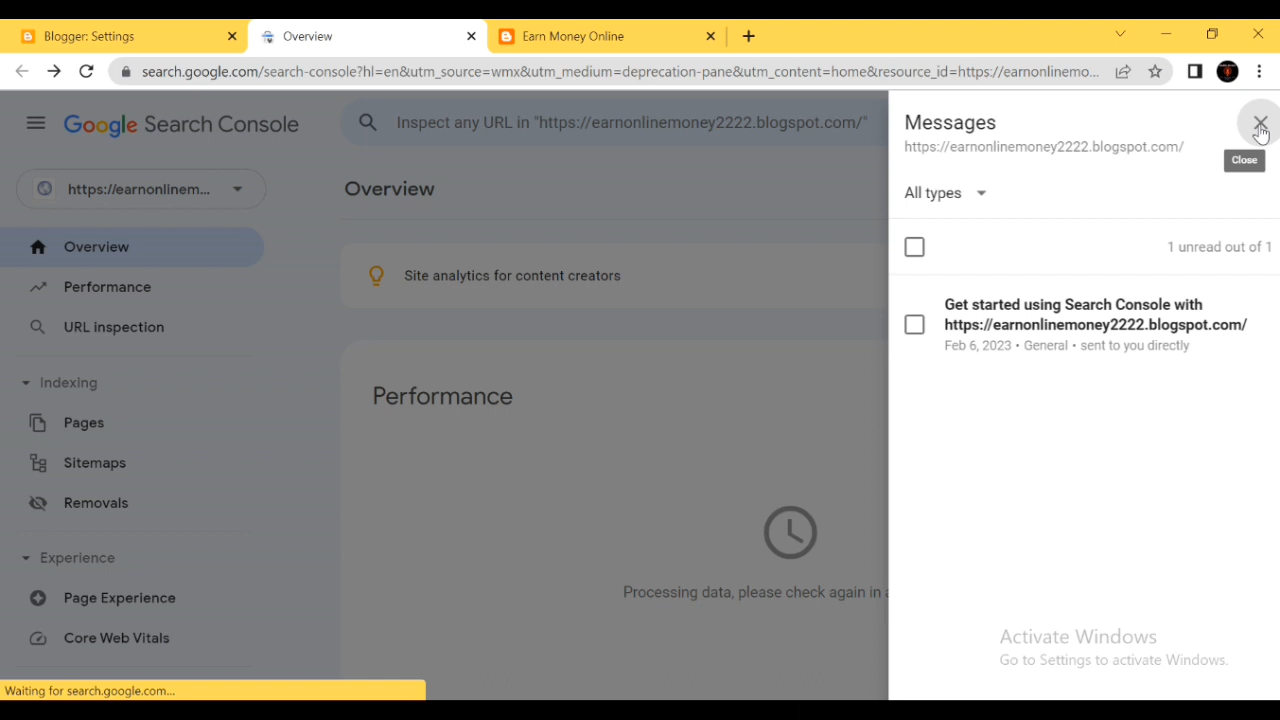 Blogger: Settings
Overview
Earn Money Online
search.google.com/search-console?hl=en&utm_source=wmx&utm_medium=deprecation-pane&utm_content=home&resource_id=https://earnonlinemo...
Google Search Console
Inspect any URL in "https://earnonlinemoney2222.blogspot.com/"
https://earnonlinem...
Overview
Performance
URL inspection
Indexing
Pages
Sitemaps
Removals
Experience
Page Experience
Core Web Vitals
Overview
Site analytics for content creators
Performance
Processing data, please check again in a
Messages
https://earnonlinemoney2222.blogspot.com/
Close
All types
1 unread out of 1
Get started using Search Console with
https://earnonlinemoney2222.blogspot.com/
Feb 6, 2023 • General • sent to you directly
Activate Windows
Go to Settings to activate Windows.
Waiting for search.google.com...